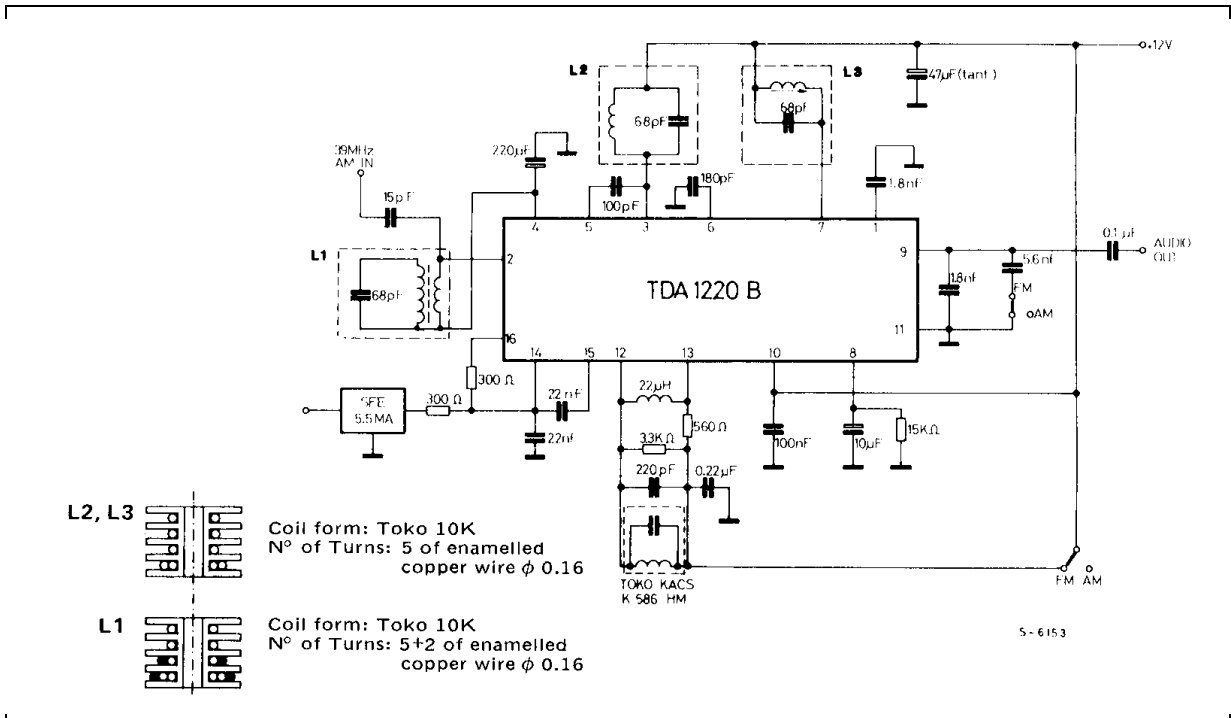 +12V
L2
L3
47µF(tant.)
68pF
68pf
39MHz
AM IN
220µF
15pF
100pF
180pF
1.8nF
5
3
6
7
1
4
L1
2
9
0.1µF
AUDIO
OUT
5.6nf
1.8nF
FM
AM
68pF
TDA 1220 B
11
16
14
15
12
13
10
8
300Ω
22nF
22µH
SFE
5.5MA
300Ω
22nf
560Ω
3.3KΩ
100nF
10µF
15KΩ
220pF
0.22µF
L2, L3
Coil form: Toko 10K
N° of Turns: 5 of enamelled
copper wire ϕ 0.16
TOKO KACS
K 586 HM
FM AM
L1
Coil form: Toko 10K
N° of Turns: 5+2 of enamelled
copper wire ϕ 0.16
S-6153